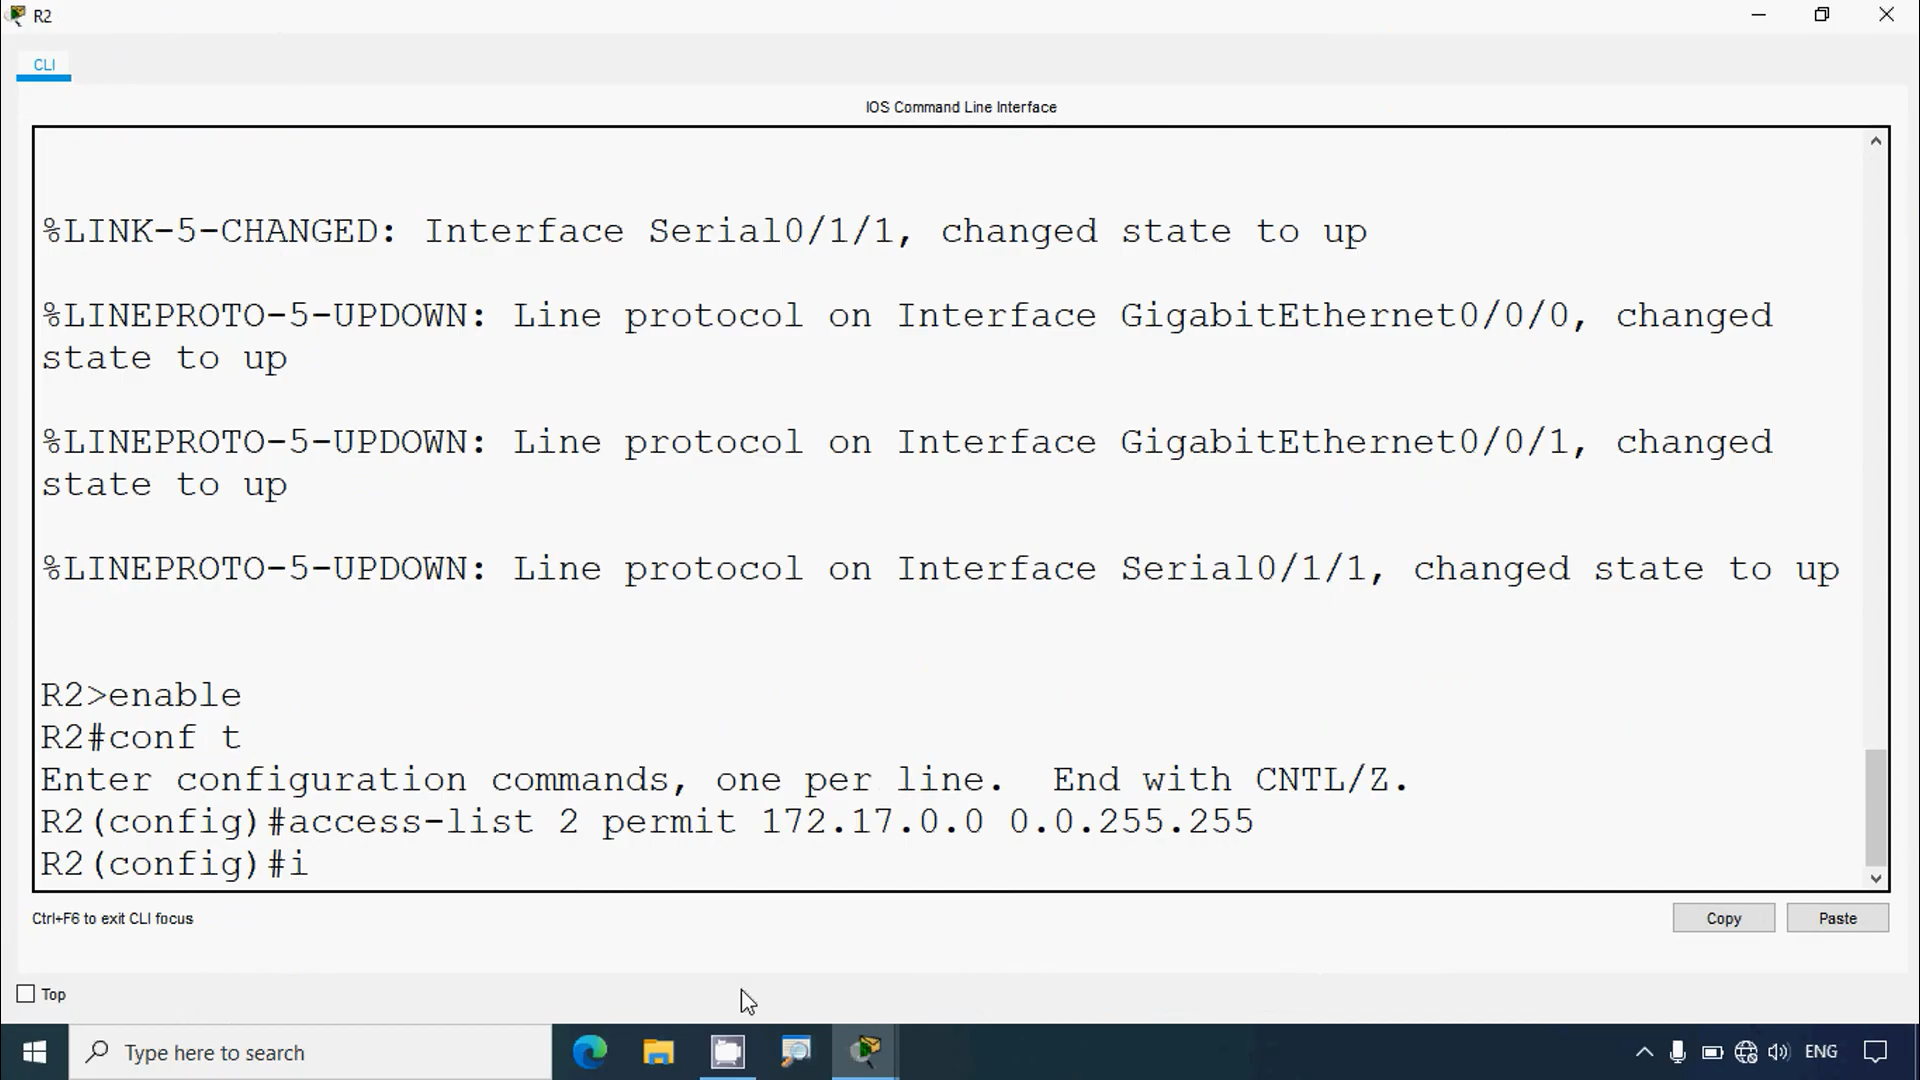 R2
CLI
IOS Command Line Interface
%LINK-5-CHANGED: Interface Serial0/1/1, changed state to up
%LINEPROTO-5-UPDOWN: Line protocol on Interface GigabitEthernet0/0/0, changed
state to up
%LINEPROTO-5-UPDOWN: Line protocol on Interface GigabitEthernet0/0/1, changed
state to up
%LINEPROTO-5-UPDOWN: Line protocol on Interface Serial0/1/1, changed state to up
R2>enable
R2#conf t
Enter configuration commands, one per line.  End with CNTL/Z.
R2(config)#access-list 2 permit 172.17.0.0 0.0.255.255
R2(config)#i
Ctrl+F6 to exit CLI focus
Copy
Paste
Top
Type here to search
ENG